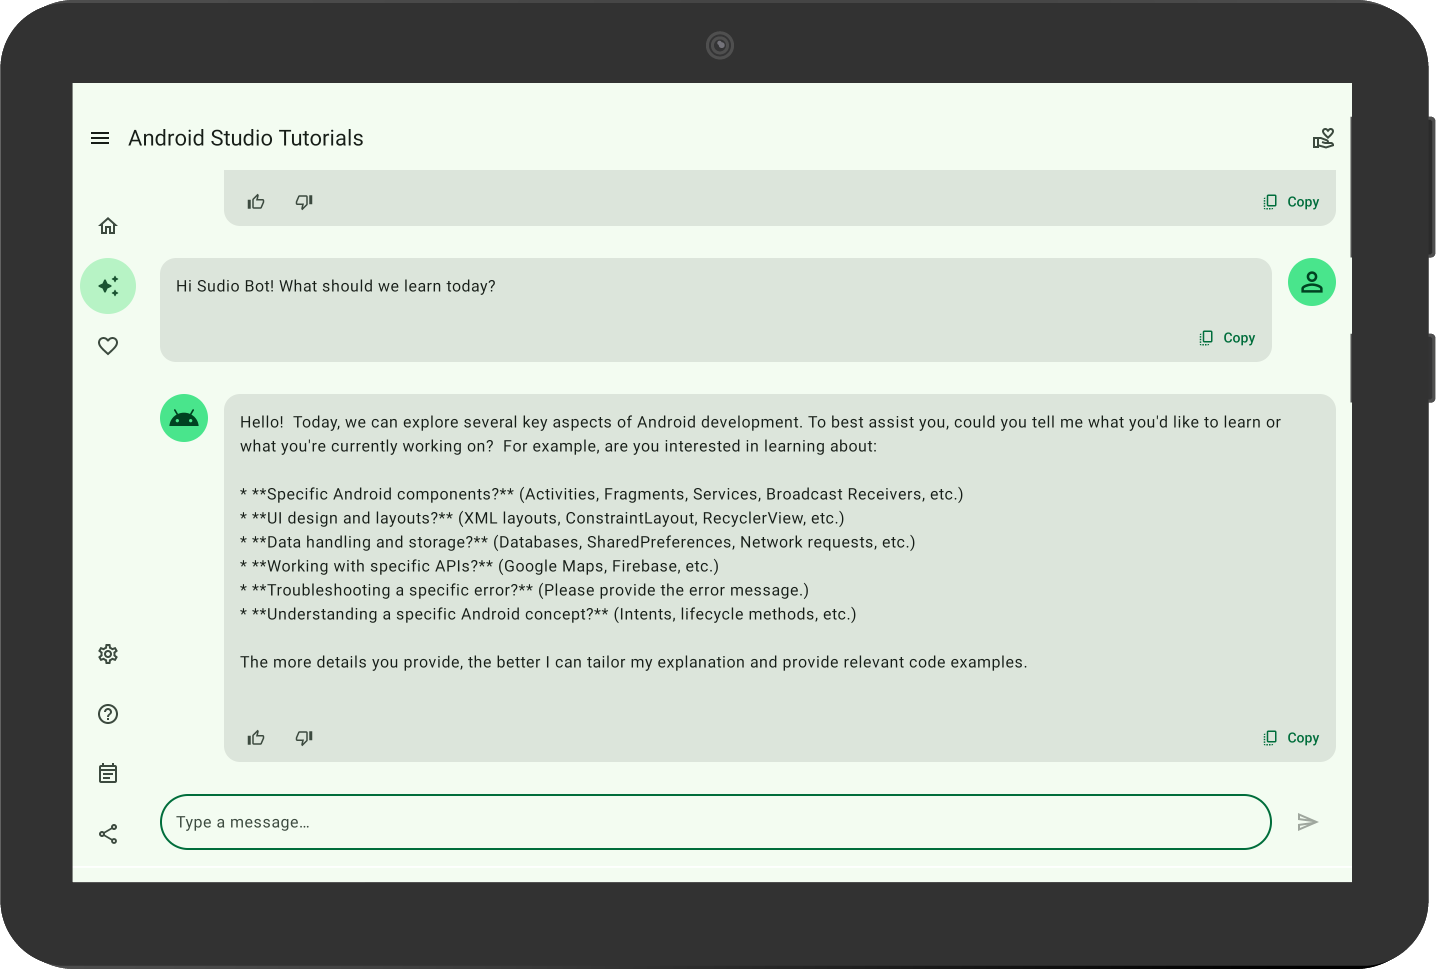 Android Studio Tutorials
Copy
Hi Sudio Bot! What should we learn today?
Copy
Hello!  Today, we can explore several key aspects of Android development. To best assist you, could you tell me what you'd like to learn or
what you're currently working on?  For example, are you interested in learning about:
* **Specific Android components?** (Activities, Fragments, Services, Broadcast Receivers, etc.)
* **UI design and layouts?** (XML layouts, ConstraintLayout, RecyclerView, etc.)
* **Data handling and storage?** (Databases, SharedPreferences, Network requests, etc.)
* **Working with specific APIs?** (Google Maps, Firebase, etc.)
* **Troubleshooting a specific error?** (Please provide the error message.)
* **Understanding a specific Android concept?** (Intents, lifecycle methods, etc.)
The more details you provide, the better I can tailor my explanation and provide relevant code examples.
Copy
Type a message…